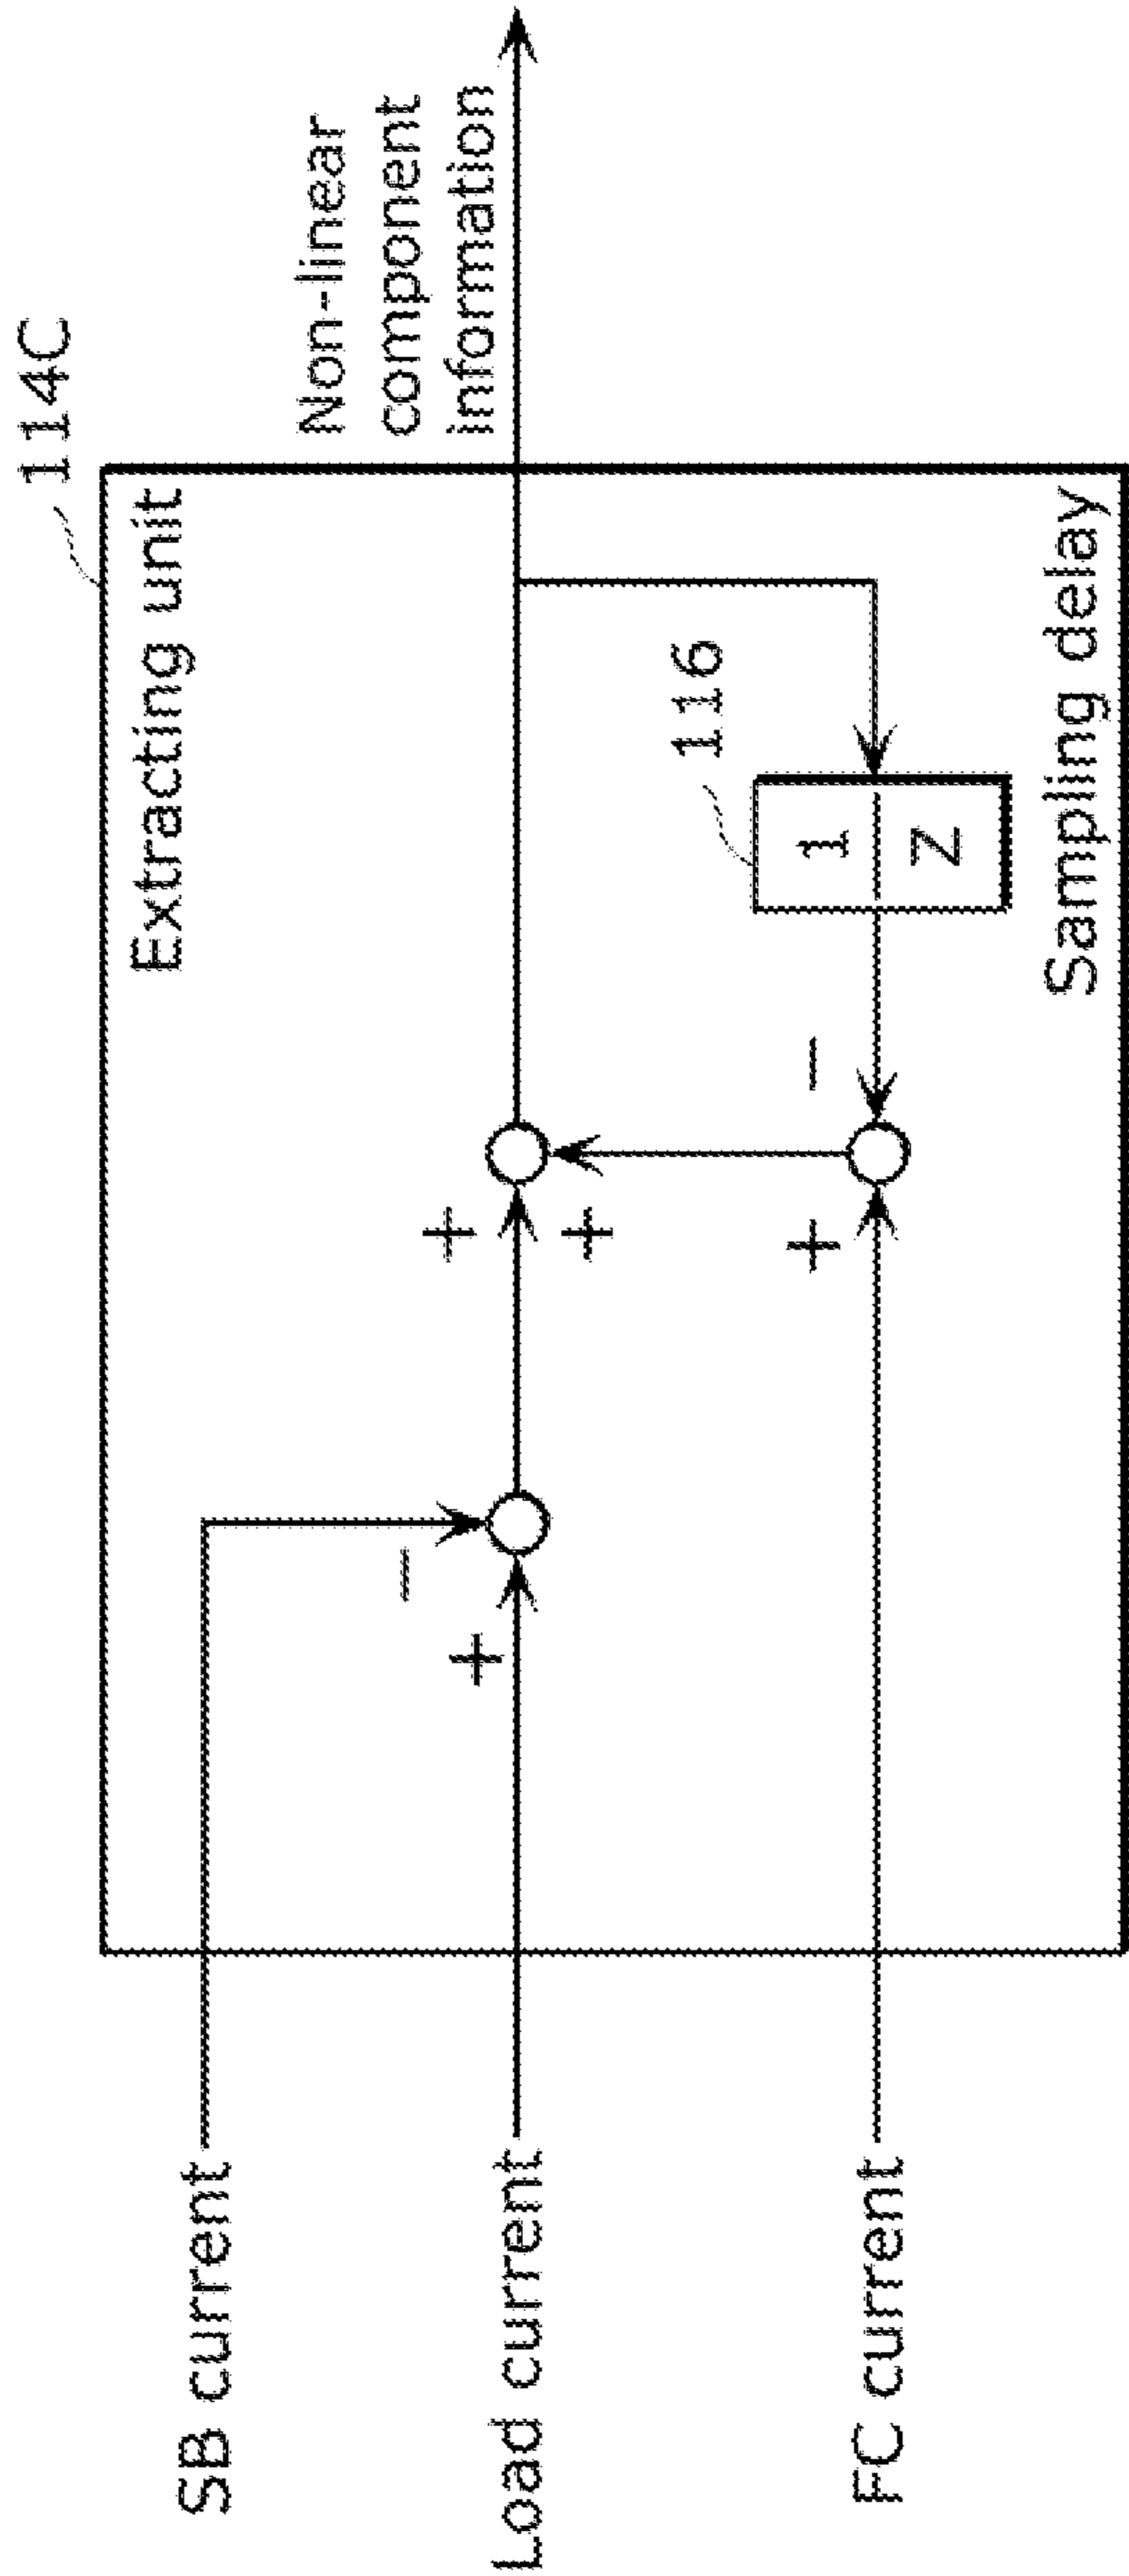 114C
Extracting unit
Non-linear
component
information
SB current
-
+
+
Load current
+
116
+
-
1
Z
FC current
Sampling delay